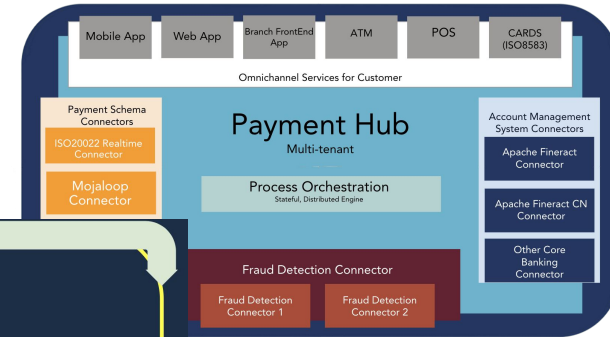 Mobile App
Web App
Branch FrontEnd
App
ATM
POS
CARDS
(ISO8583)
Omnichannel Services for Customer
Payment Schema
Connectors
ISO20022 Realtime
Connector
Mojaloop
Connector
Payment Hub
Multi-tenant
Process Orchestration
Stateful, Distributed Engine
Account Management
System Connectors
Apache Fineract
Connector
Apache Fineract CN
Connector
Other Core
Banking
Connector
Fraud Detection Connector
Fraud Detection
Connector 1
Fraud Detection
Connector 2